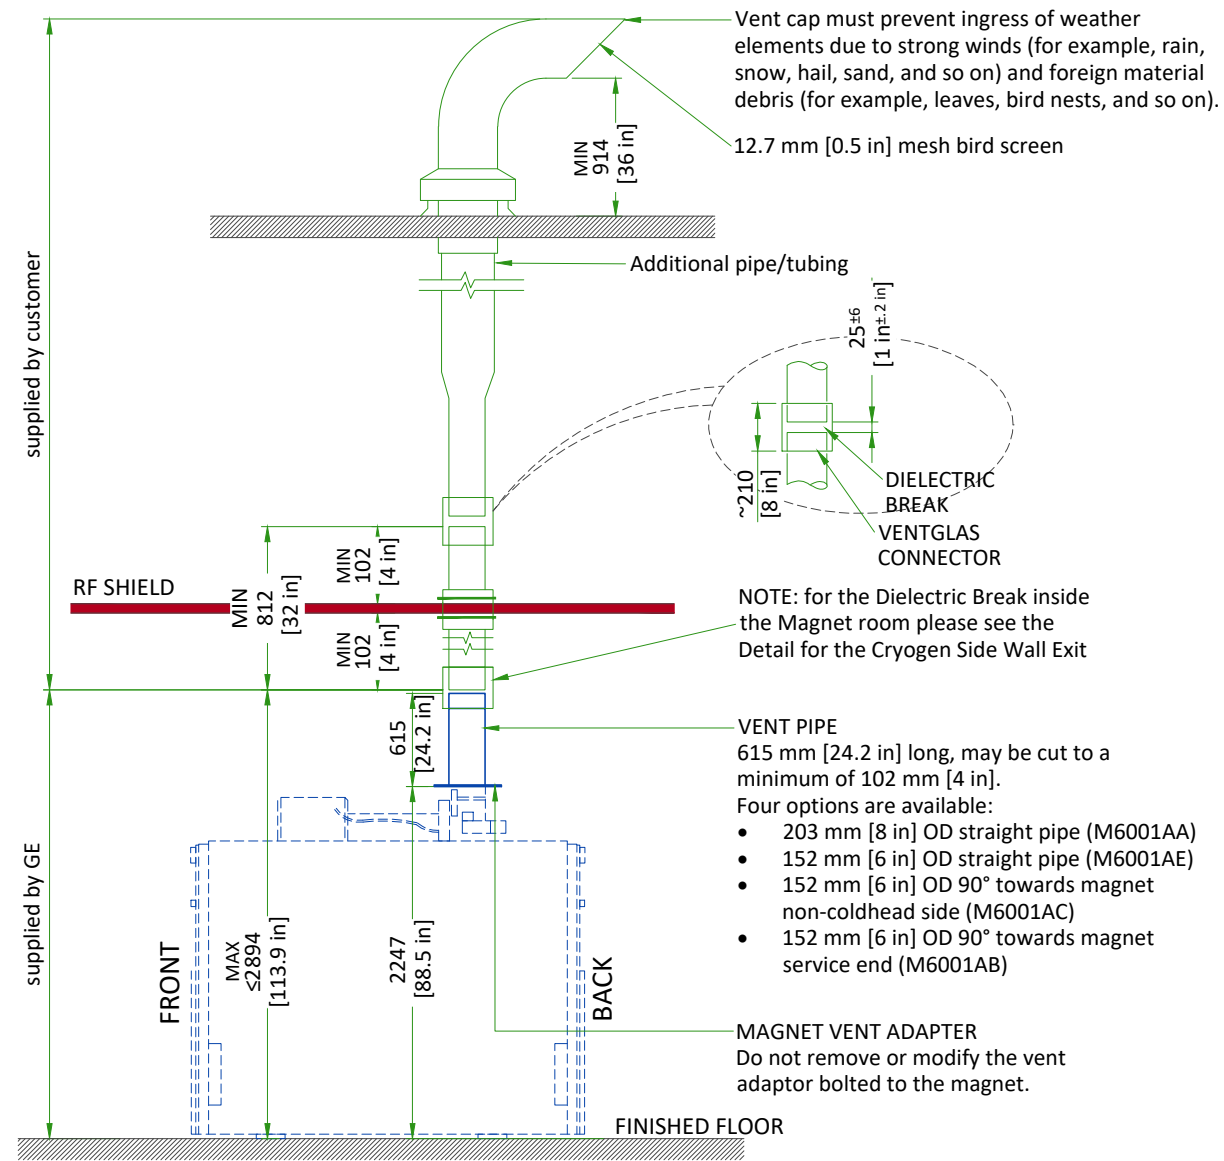 Vent cap must prevent ingress of weather
elements due to strong winds (for example, rain,
snow, hail, sand, and so on) and foreign material
debris (for example, leaves, bird nests, and so on).
12.7 mm [0.5 in] mesh bird screen
MIN
914
[36 in]
supplied by customer
Additional pipe/tubing
25±6
[1 in±.2 in]
~210
[8 in]
DIELECTRIC
BREAK
VENTGLAS
CONNECTOR
RF SHIELD
MIN
812
[32 in]
MIN
102
[4 in]
MIN
102
[4 in]
NOTE: for the Dielectric Break inside
the Magnet room please see the
Detail for the Cryogen Side Wall Exit
615
[24.2 in]
VENT PIPE
615 mm [24.2 in] long, may be cut to a
minimum of 102 mm [4 in].
Four options are available:
• 203 mm [8 in] OD straight pipe (M6001AA)
• 152 mm [6 in] OD straight pipe (M6001AE)
• 152 mm [6 in] OD 90° towards magnet
non-coldhead side (M6001AC)
• 152 mm [6 in] OD 90° towards magnet
service end (M6001AB)
supplied by GE
FRONT
MAX
≤2894
[113.9 in]
2247
[88.5 in]
BACK
MAGNET VENT ADAPTER
Do not remove or modify the vent
adaptor bolted to the magnet.
FINISHED FLOOR